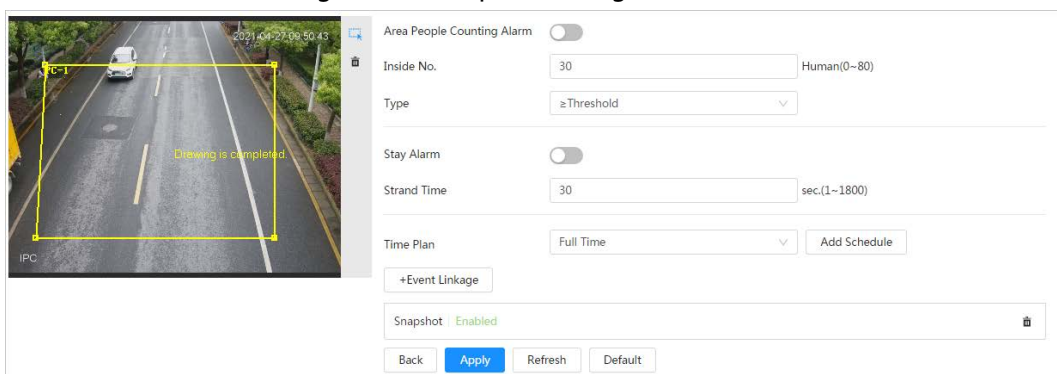 2021-04-27 09:50:43
PC-1
Drawing is completed.
IPC
Area People Counting Alarm
Inside No. 30 Human(0~80)
Type ≥Threshold
Stay Alarm
Strand Time 30 sec.(1~1800)
Time Plan Full Time Add Schedule
+Event Linkage
Snapshot Enabled
Back Apply Refresh Default